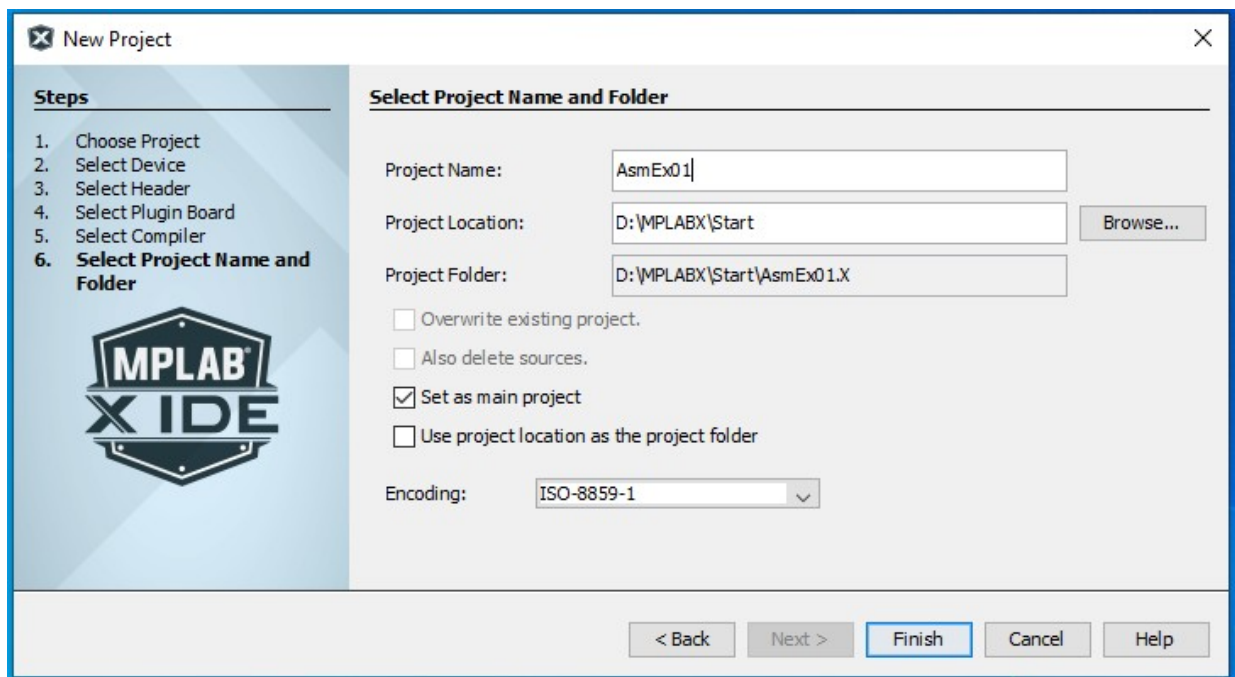 New Project
Steps
1. Choose Project
2. Select Device
3. Select Header
4. Select Plugin Board
5. Select Compiler
6. Select Project Name and
Folder
MPLAB®
X IDE
Select Project Name and Folder
Project Name: AsmEx01
Project Location: D:\MPLABX\Start Browse...
Project Folder: D:\MPLABX\Start\AsmEx01.X
Overwrite existing project.
Also delete sources.
Set as main project
Use project location as the project folder
Encoding: ISO-8859-1
< Back Next > Finish Cancel Help